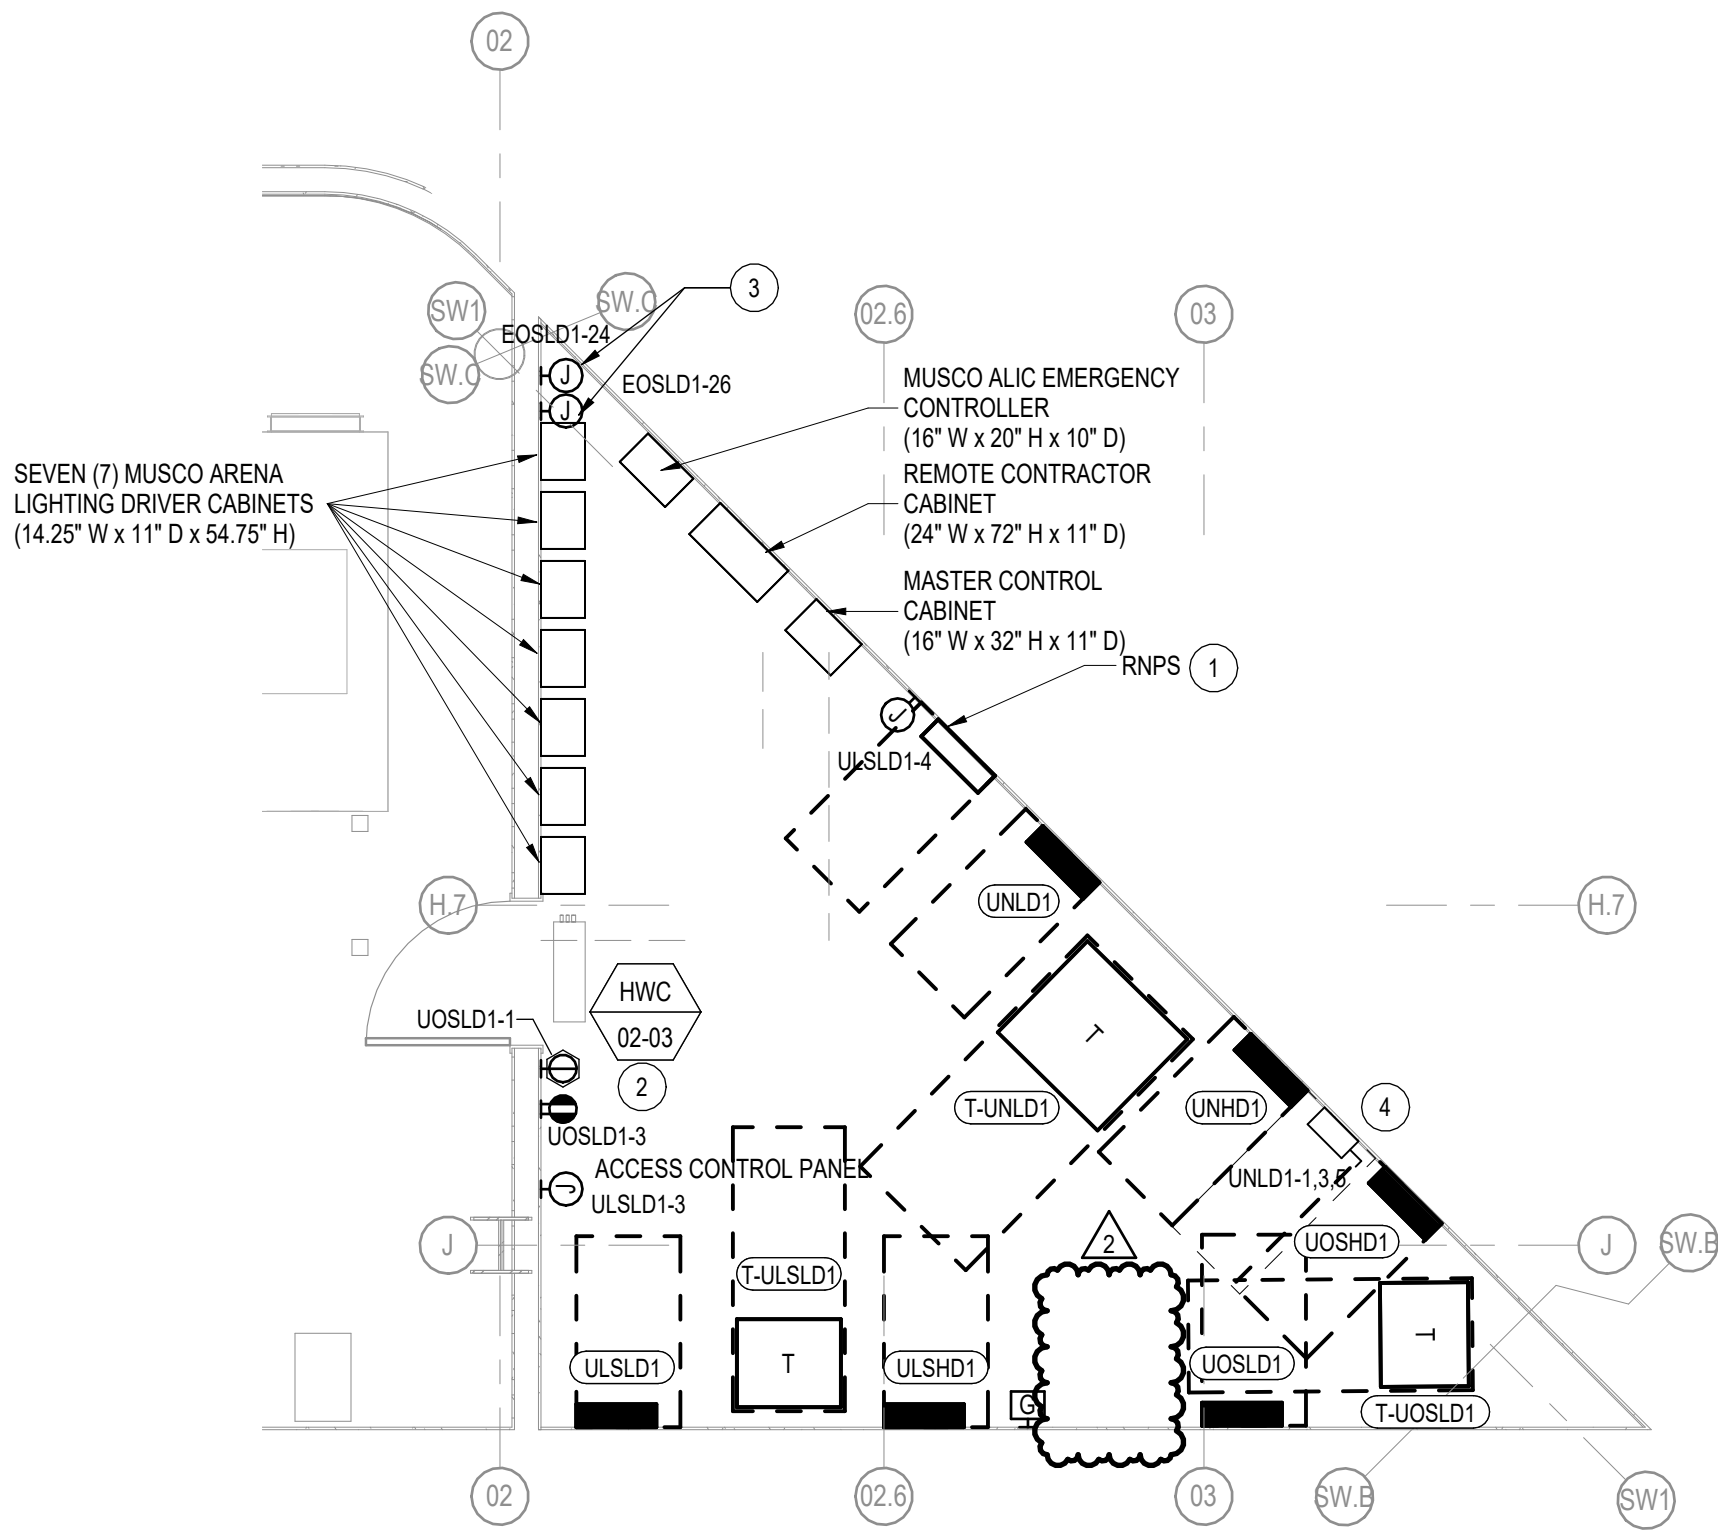 02
3
SW1
SW.C
02.6
03
EOSLD1-24
SW.C
J
EOSLD1-26
J
MUSCO ALIC EMERGENCY
CONTROLLER
(16" W x 20" H x 10" D)
REMOTE CONTRACTOR
CABINET
(24" W x 72" H x 11" D)
SEVEN (7) MUSCO ARENA
LIGHTING DRIVER CABINETS
(14.25" W x 11" D x 54.75" H)
MASTER CONTROL
CABINET
(16" W x 32" H x 11" D)
RNPS 1
J
ULSLD1-4
UNLD1
H.7
H.7
HWC
02-03
UOSLD1-1
2
T
T-UNLD1
UNHD1
4
UOSLD1-3
ACCESS CONTROL PANEL
J
ULSLD1-3
UNLD1-1,3,5
J
2
UOSHD1
J
SW.B
T-ULSLD1
T
T
ULSLD1
ULSHD1
UOSLD1
G
T-UOSLD1
02
02.6
03
SW.B
SW1